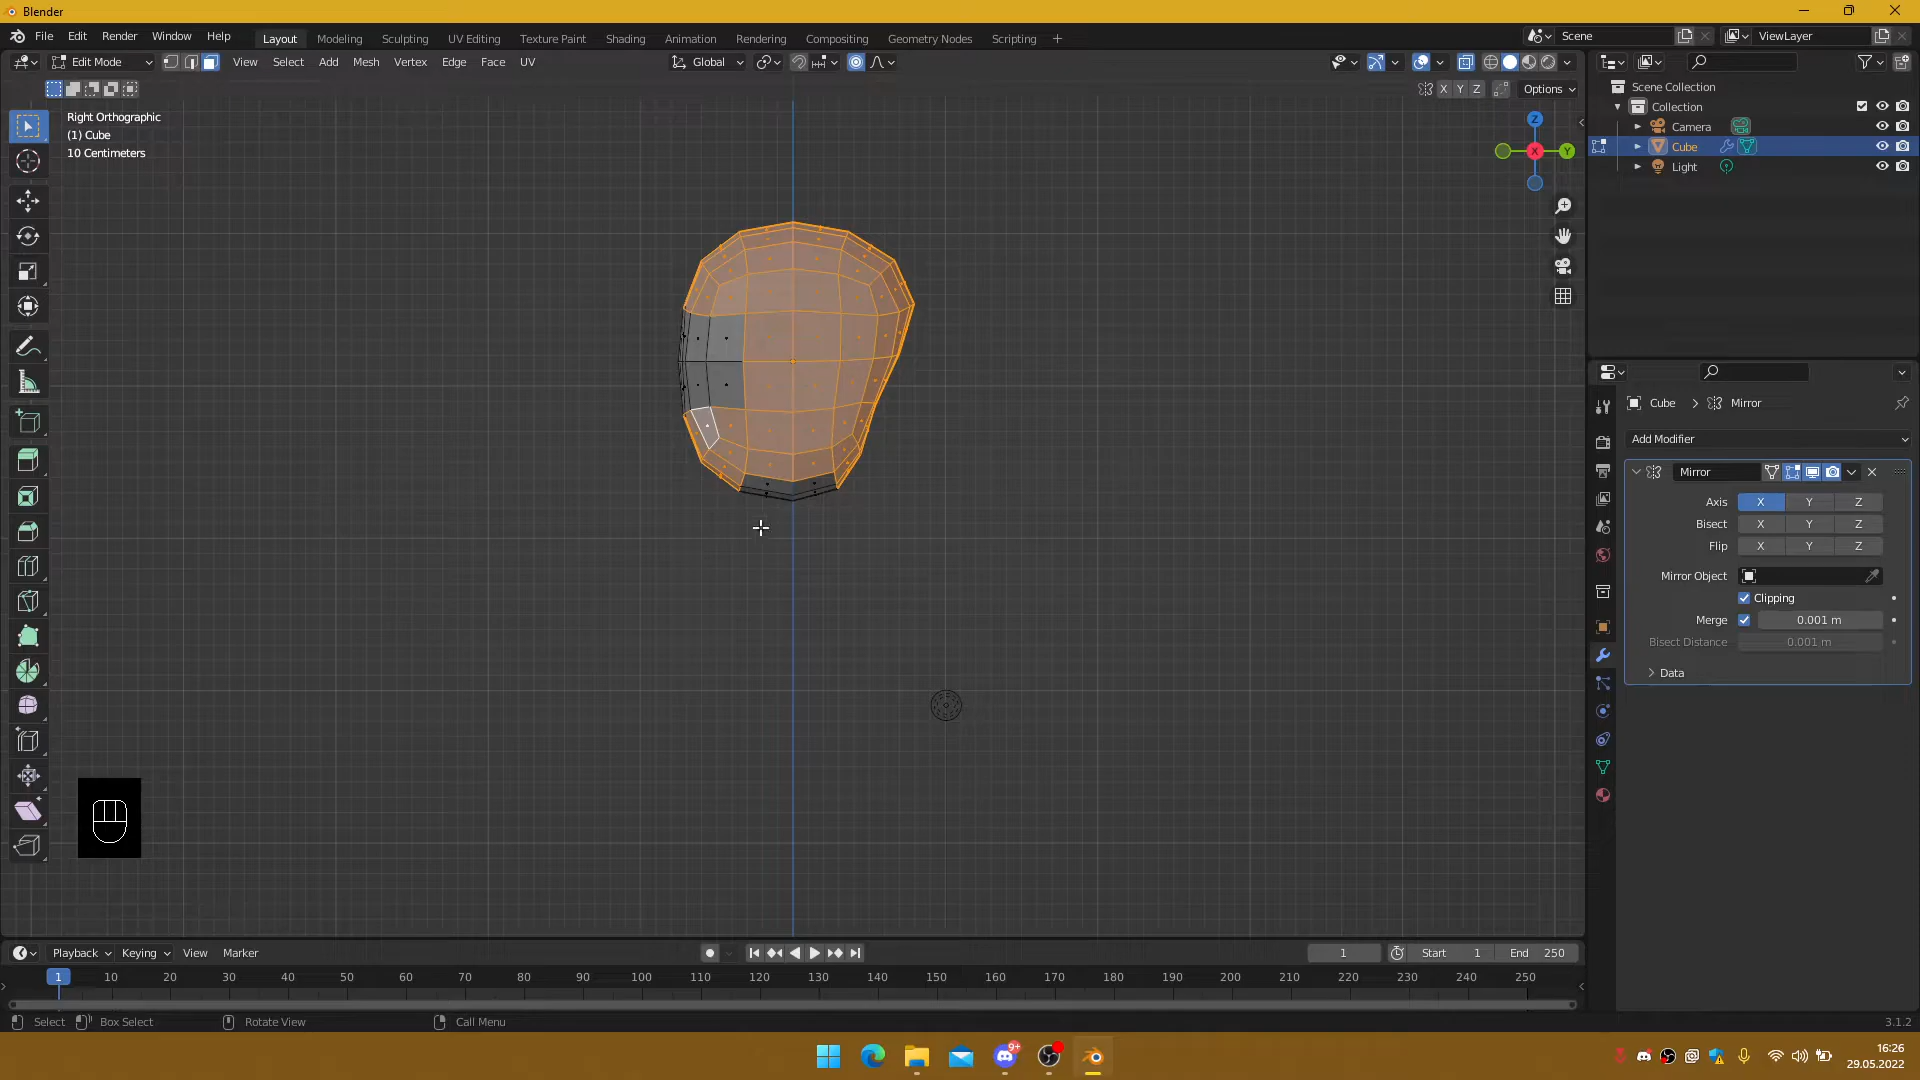 Blender
File Edit Render Window Help
Layout Modeling Sculpting UV Editing Texture Paint Shading Animation Rendering Compositing Geometry Nodes Scripting +
Scene
ViewLayer
Edit Mode
View Select Add Mesh Vertex Edge Face UV
Global
X Y Z
Options
Right Orthographic
(1) Cube
10 Centimeters
Z
X
Y
Scene Collection
Collection
Camera
Cube
Light
Cube > Mirror
Add Modifier
Mirror
Axis X Y Z
Bisect X Y Z
Flip X Y Z
Mirror Object
Clipping
Merge 0.001 m
Bisect Distance 0.001 m
Data
Playback Keying View Marker
1
Start 1
End 250
1 10 20 30 40 50 60 70 80 90 100 110 120 130 140 150 160 170 180 190 200 210 220 230 240 250
Select Box Select Rotate View Call Menu
3.1.2
9+
16:26
29.05.2022